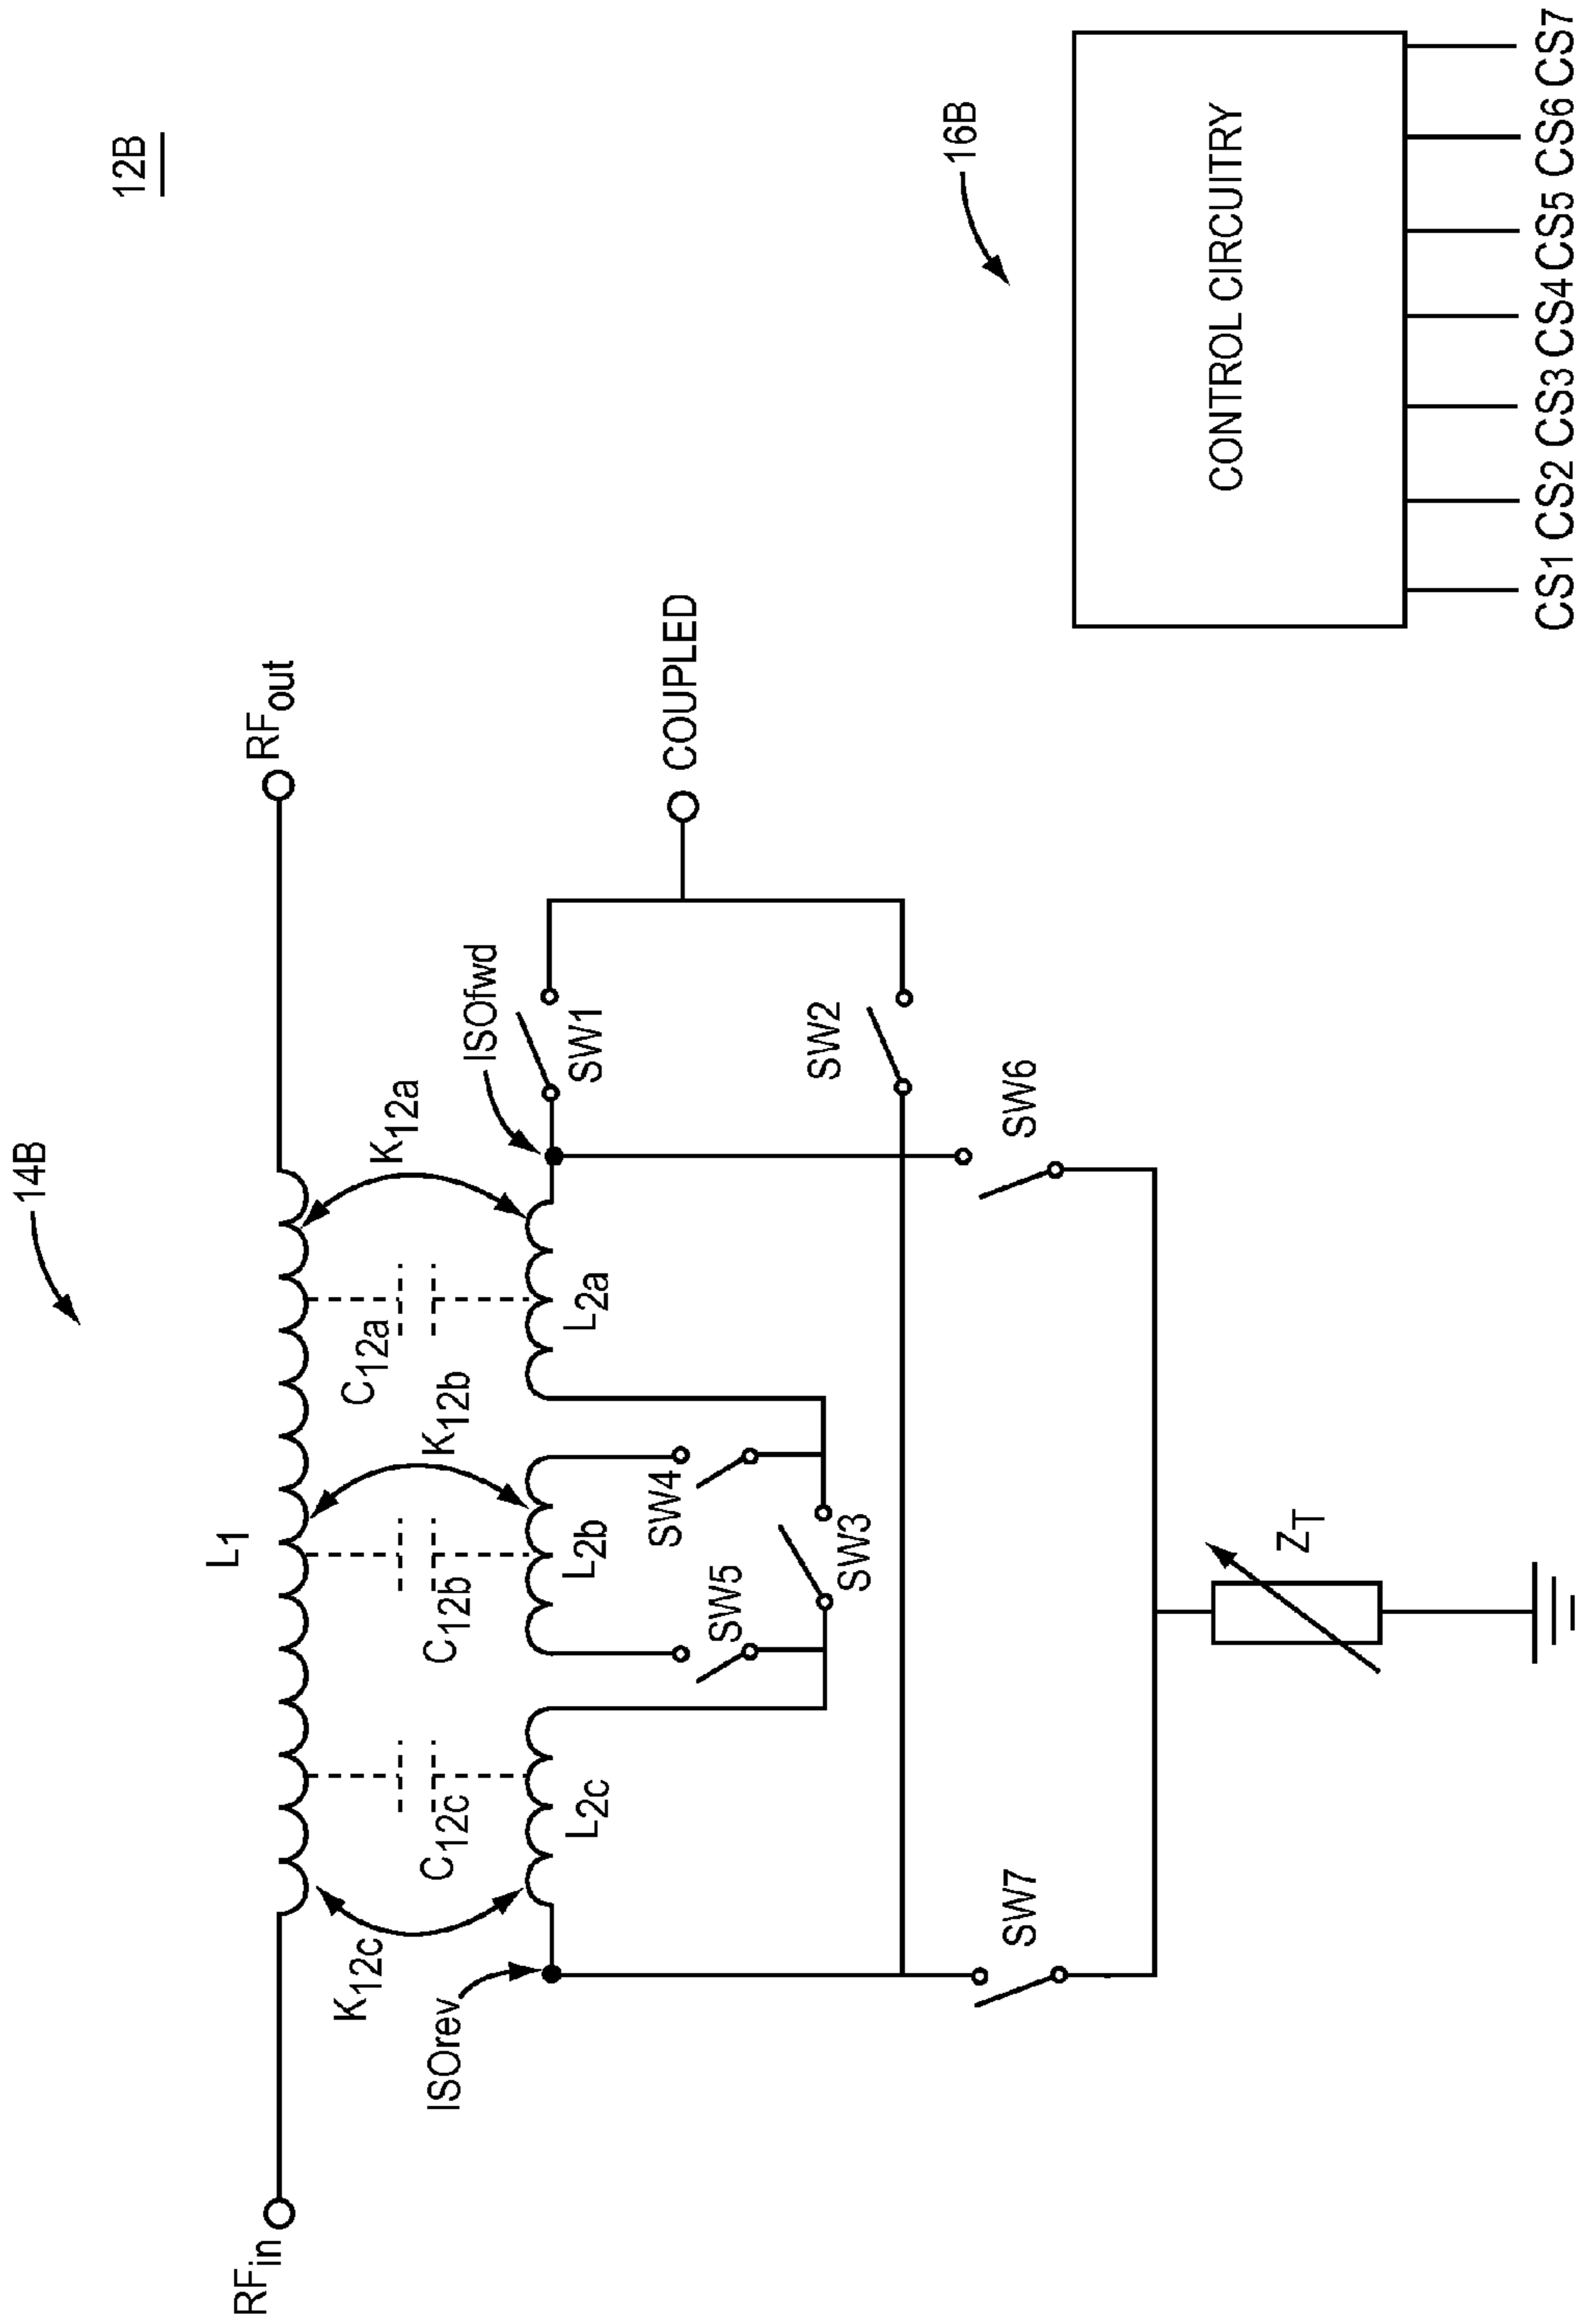 12B
14B
RFin
L1
RFout
K12c
C12c
C12b
K12b
C12a
K12a
ISOrev
L2c
L2b
L2a
ISOfwd
SW1
COUPLED
SW5
SW4
SW3
SW2
SW7
SW6
ZT
16B
CONTROL CIRCUITRY
CS1 CS2 CS3 CS4 CS5 CS6 CS7